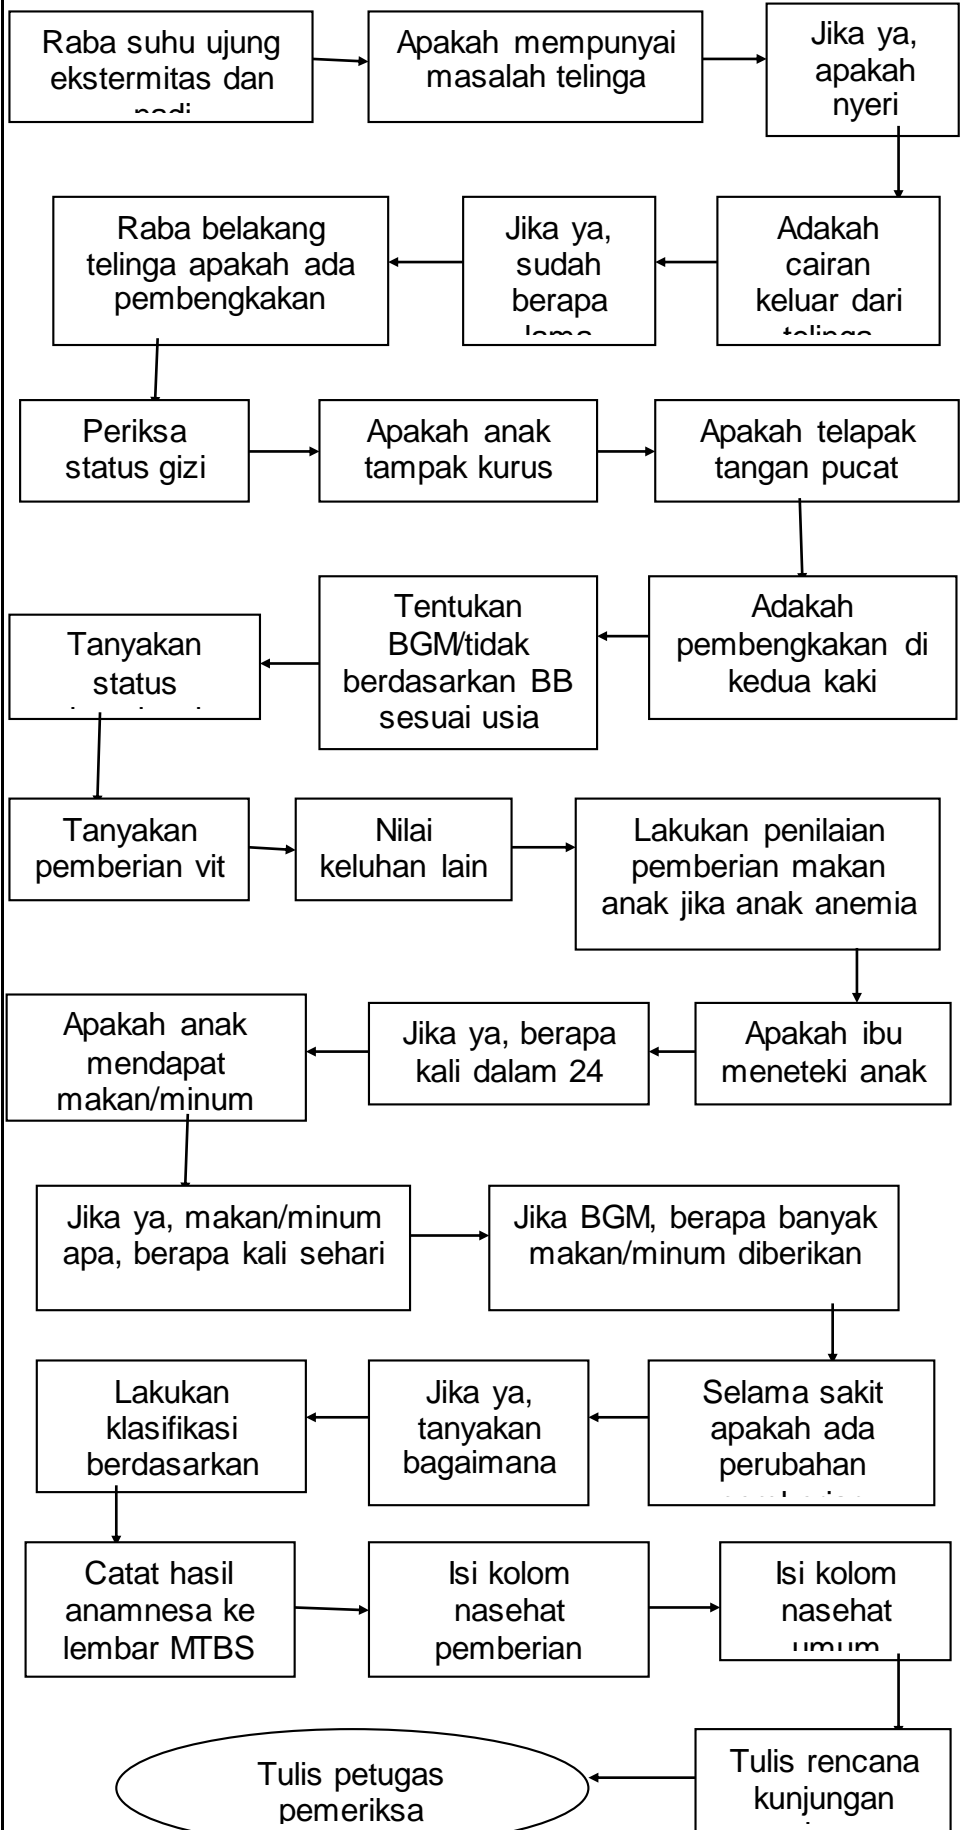 Raba suhu ujung
ekstermitas dan
nadi
Apakah mempunyai
masalah telinga
Jika ya,
apakah
nyeri
Adakah
cairan
keluar dari
telinga
Jika ya,
sudah
berapa
lama
Raba belakang
telinga apakah ada
pembengkakan
Periksa
status gizi
Apakah anak
tampak kurus
Apakah telapak
tangan pucat
Adakah
pembengkakan di
kedua kaki
Tentukan
BGM/tidak
berdasarkan BB
sesuai usia
Tanyakan
status
Tanyakan
pemberian vit
Nilai
keluhan lain
Lakukan penilaian
pemberian makan
anak jika anak anemia
Apakah ibu
meneteki anak
Jika ya, berapa
kali dalam 24
Apakah anak
mendapat
makan/minum
Jika ya, makan/minum
apa, berapa kali sehari
Jika BGM, berapa banyak
makan/minum diberikan
Selama sakit
apakah ada
perubahan
Jika ya,
tanyakan
bagaimana
Lakukan
klasifikasi
berdasarkan
Catat hasil
anamnesa ke
lembar MTBS
Isi kolom
nasehat
pemberian
Isi kolom
nasehat
umum
Tulis rencana
kunjungan
Tulis petugas
pemeriksa